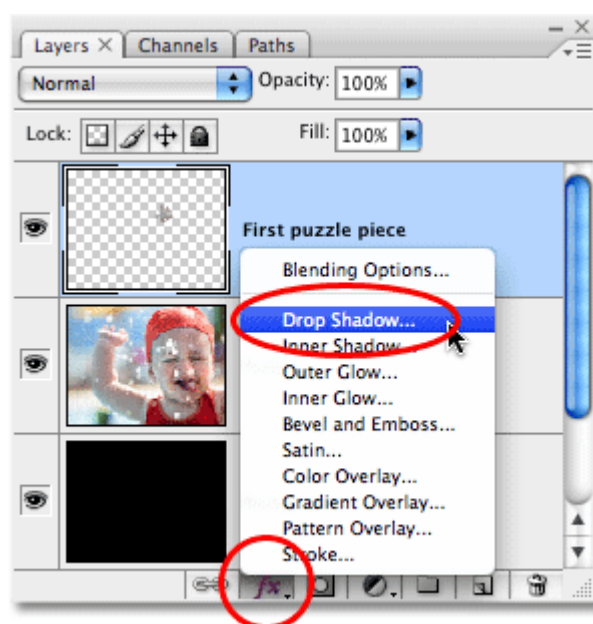 Layers × Channels Paths
Normal Opacity: 100%
Lock: Fill: 100%
First puzzle piece
Blending Options...
Drop Shadow...
Inner Shadow...
Outer Glow...
Inner Glow...
Bevel and Emboss...
Satin...
Color Overlay...
Gradient Overlay...
Pattern Overlay...
Stroke...
fx.